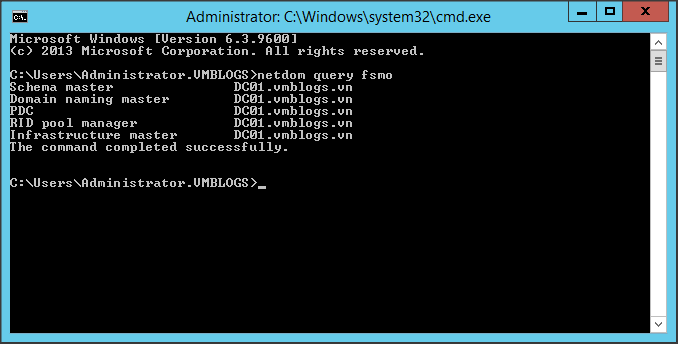 Administrator: C:\Windows\system32\cmd.exe
Microsoft Windows [Version 6.3.9600]
(c) 2013 Microsoft Corporation. All rights reserved.
C:\Users\Administrator.VMBLOGS>netdom query fsmo
Schema master               DC01.vmblogs.vn
Domain naming master        DC01.vmblogs.vn
PDC                         DC01.vmblogs.vn
RID pool manager            DC01.vmblogs.vn
Infrastructure master       DC01.vmblogs.vn
The command completed successfully.
C:\Users\Administrator.VMBLOGS>_